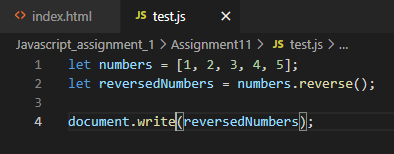 index.html JS test.js ×
Javascript_assignment_1 > Assignment11 > JS test.js > ...
1 let numbers = [1, 2, 3, 4, 5];
2 let reversedNumbers = numbers.reverse();
3
4 document.write(reversedNumbers);